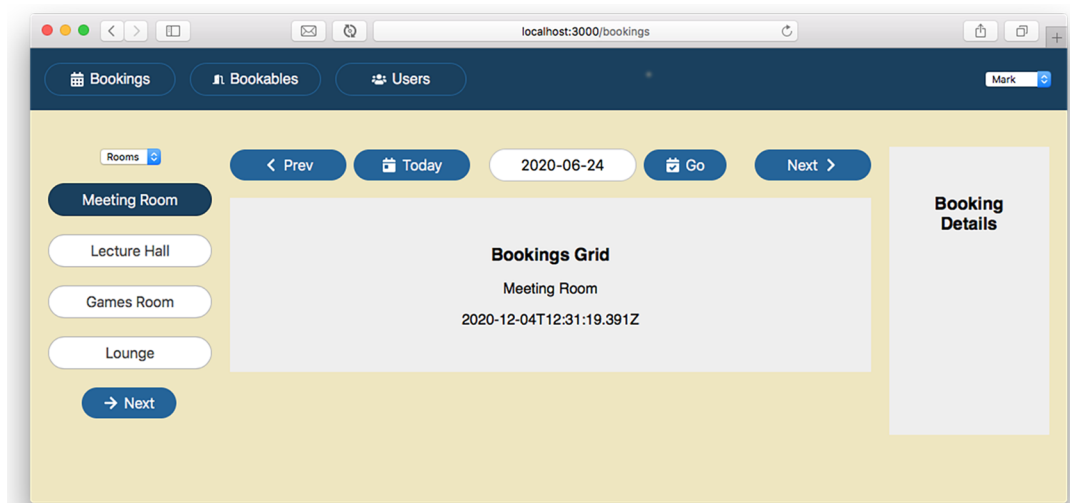 localhost:3000/bookings
Bookings
Bookables
Users
Mark
Rooms
Prev
Today
2020-06-24
Go
Next
Meeting Room
Lecture Hall
Games Room
Lounge
Next
Bookings Grid
Meeting Room
2020-12-04T12:31:19.391Z
Booking
Details